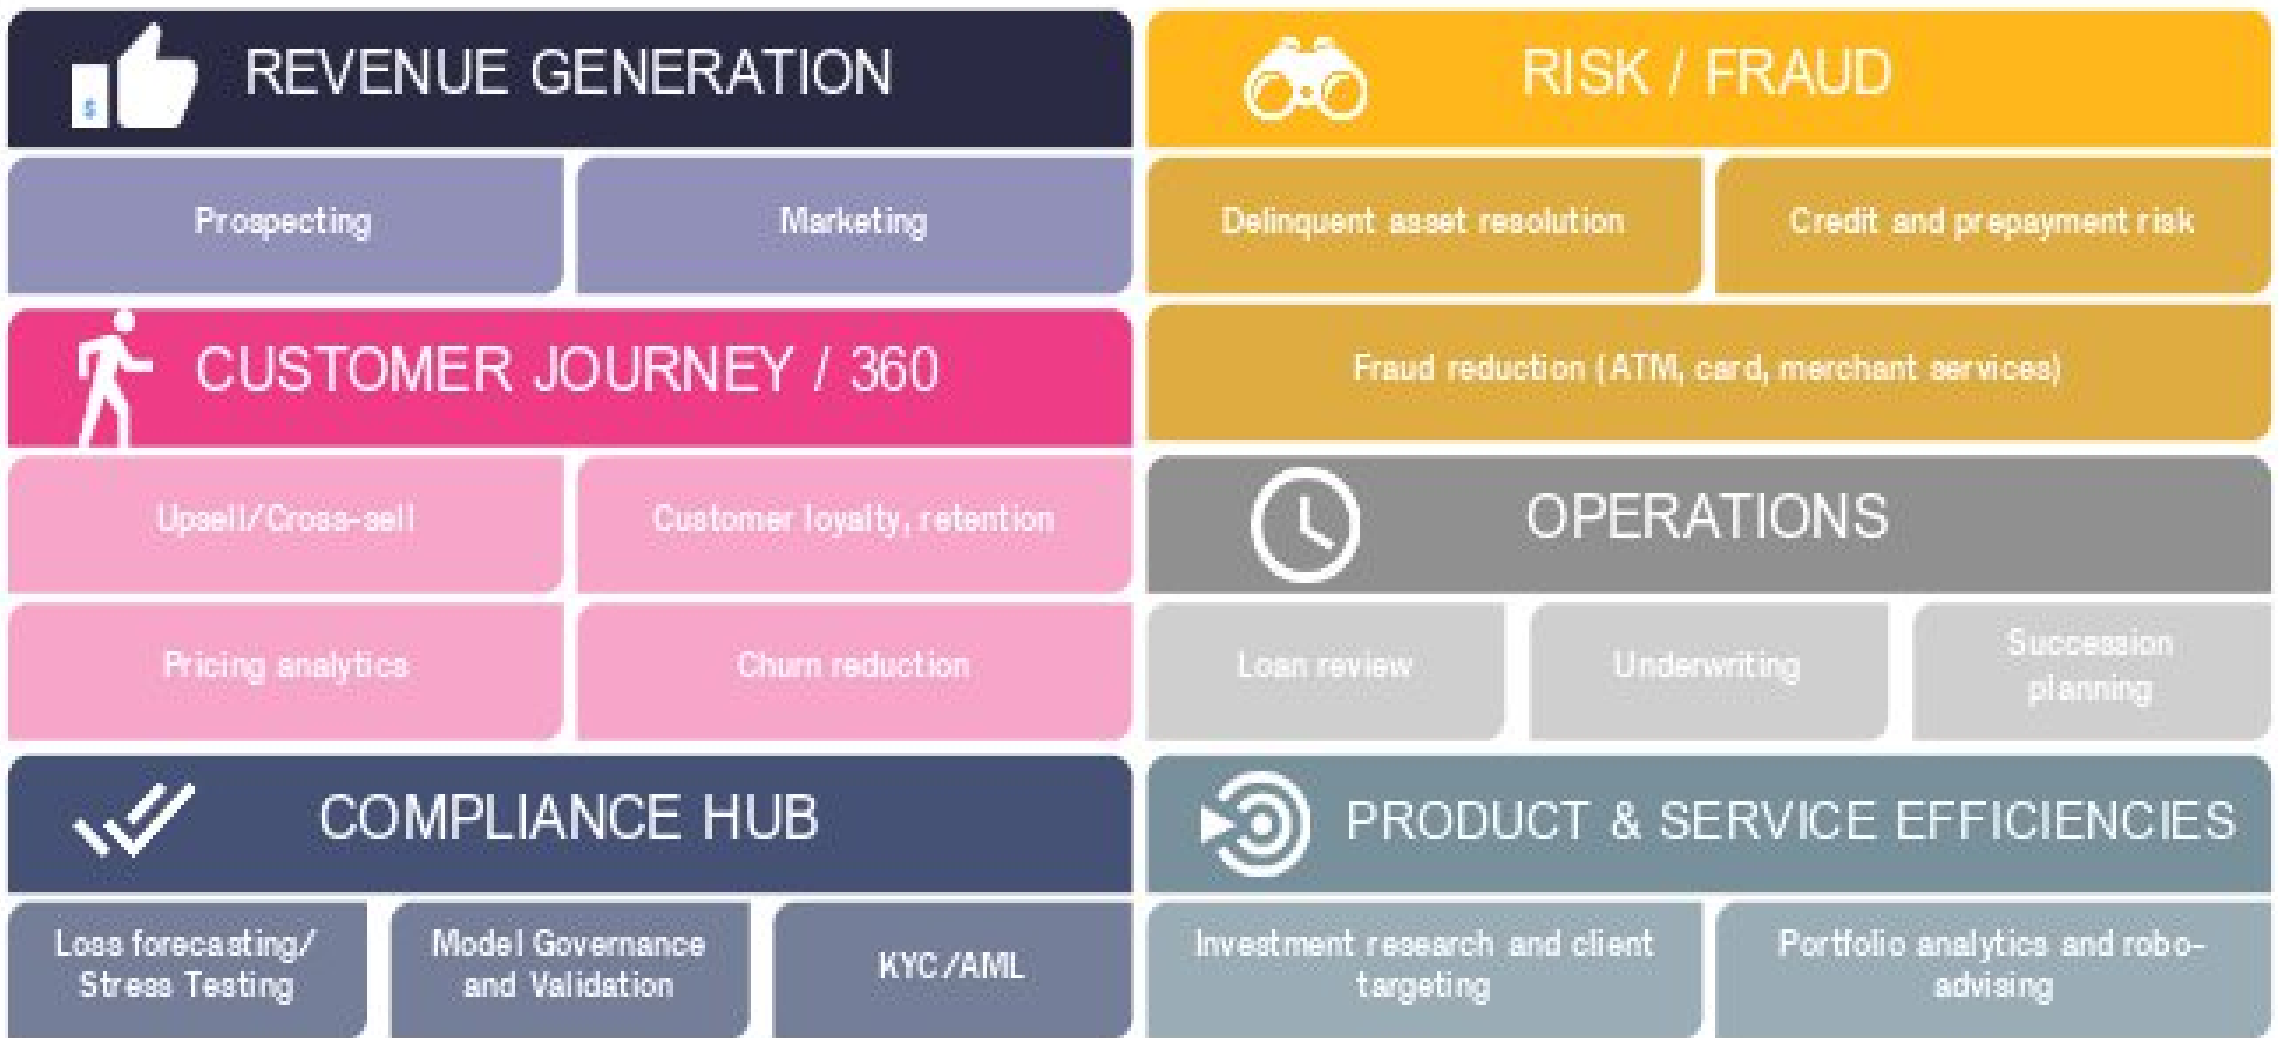 REVENUE GENERATION
$
Prospecting
Marketing
CUSTOMER JOURNEY / 360
Upsell/Cross-sell
Customer loyalty, retention
Pricing analytics
Churn reduction
COMPLIANCE HUB
Loss forecasting/
Stress Testing
Model Governance
and Validation
KYC/AML
RISK / FRAUD
Delinquent asset resolution
Credit and prepayment risk
Fraud reduction (ATM, card, merchant services)
OPERATIONS
Loan review
Underwriting
Succession
planning
PRODUCT & SERVICE EFFICIENCIES
Investment research and client
targeting
Portfolio analytics and robo-
advising